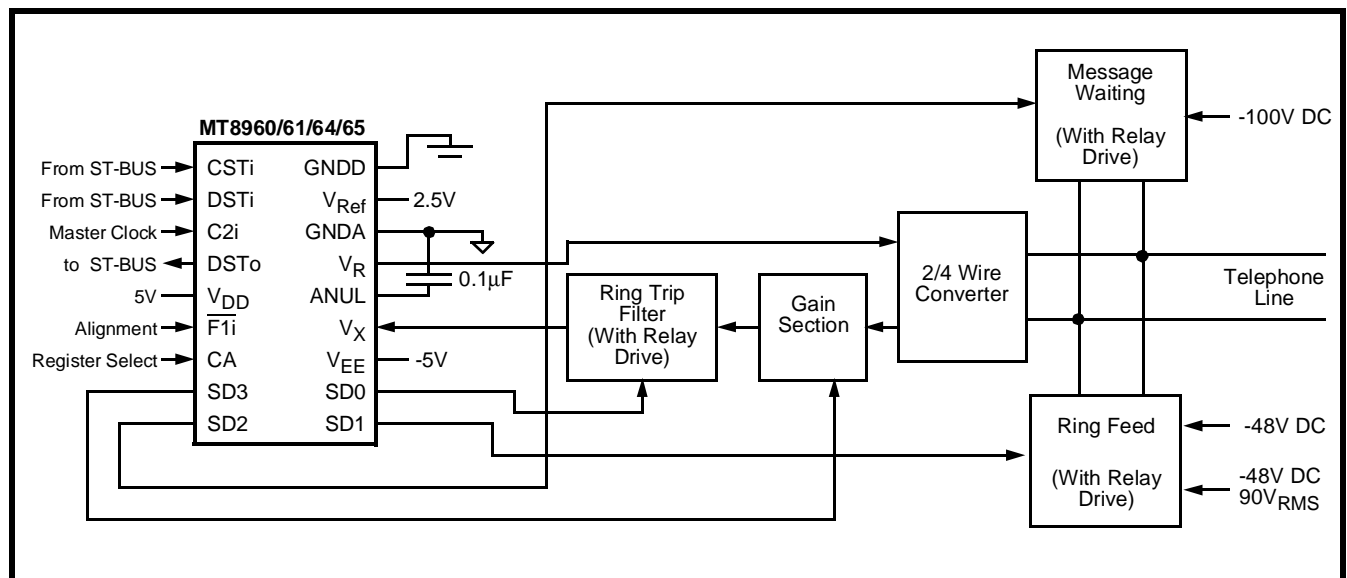 MT8960/61/64/65
From ST-BUS
From ST-BUS
Master Clock
to ST-BUS
5V
Alignment
Register Select
CSTi
DSTi
C2i
DSTo
VDD
F1i
CA
SD3
SD2
GNDD
VRef
GNDA
VR
ANUL
VX
VEE
SD0
SD1
2.5V
0.1µF
-5V
Ring Trip
Filter
(With Relay
Drive)
Gain
Section
2/4 Wire
Converter
Message
Waiting
(With Relay
Drive)
-100V DC
Telephone
Line
Ring Feed
(With Relay
Drive)
-48V DC
-48V DC
90VRMS